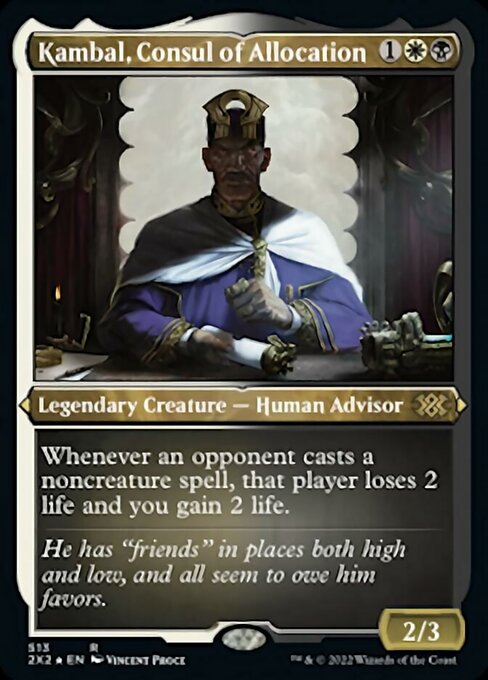 Kambal, Consul of Allocation 1
Legendary Creature — Human Advisor
Whenever an opponent casts a
noncreature spell, that player loses 2
life and you gain 2 life.
He has “friends” in places both high
and low, and all seem to owe him
favors.
2/3
513 R
2X2 ★ EN Vincent Proce
™ & © 2022 Wizards of the Coast